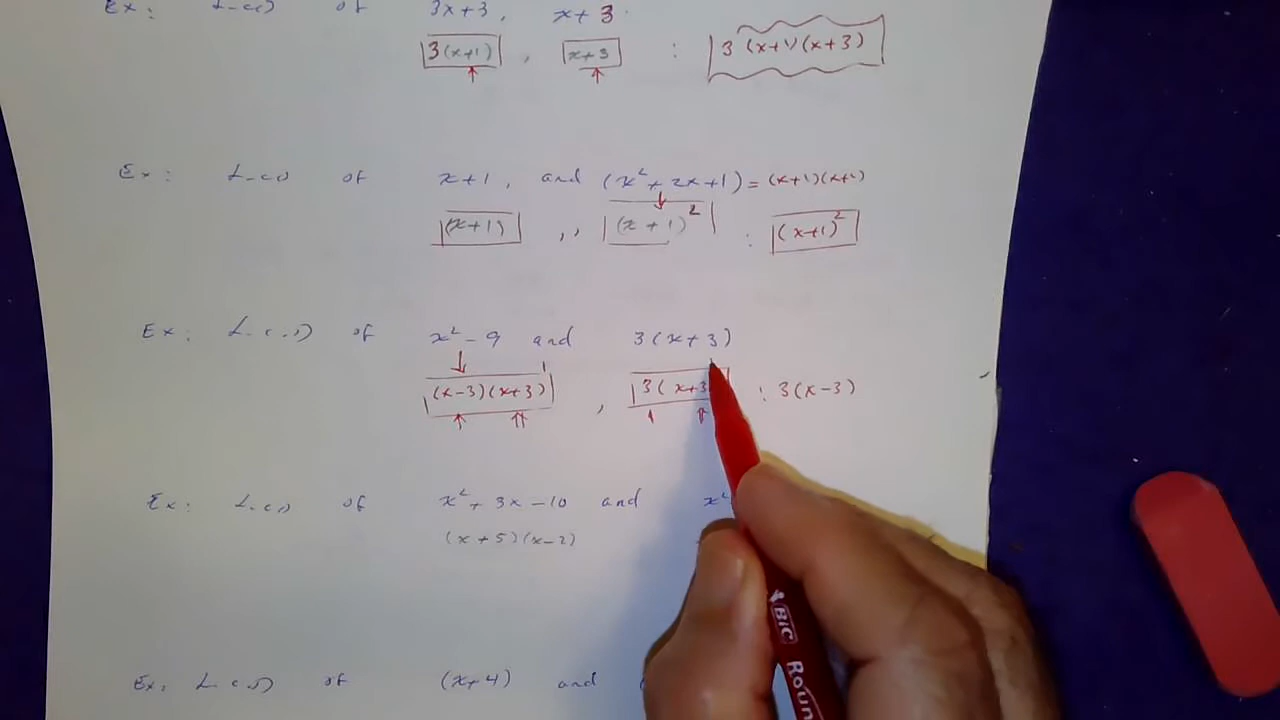 Ex: L.c.D of 3x+3, x+3
3(x+1) , x+3 : 3(x+1)(x+3)
Ex: L.c.D of x+1, and (x²+2x+1) = (x+1)(x+1)
(x+1) , , (x+1)² : (x+1)²
Ex: L.C.D of x²-9 and 3(x+3)
(x-3)(x+3) , 3(x+3 : 3(x-3)
Ex: L.c.D of x²+3x-10 and x²
(x+5)(x-2)
Ex: L.C.D of (x+4) and (
BIC Roun